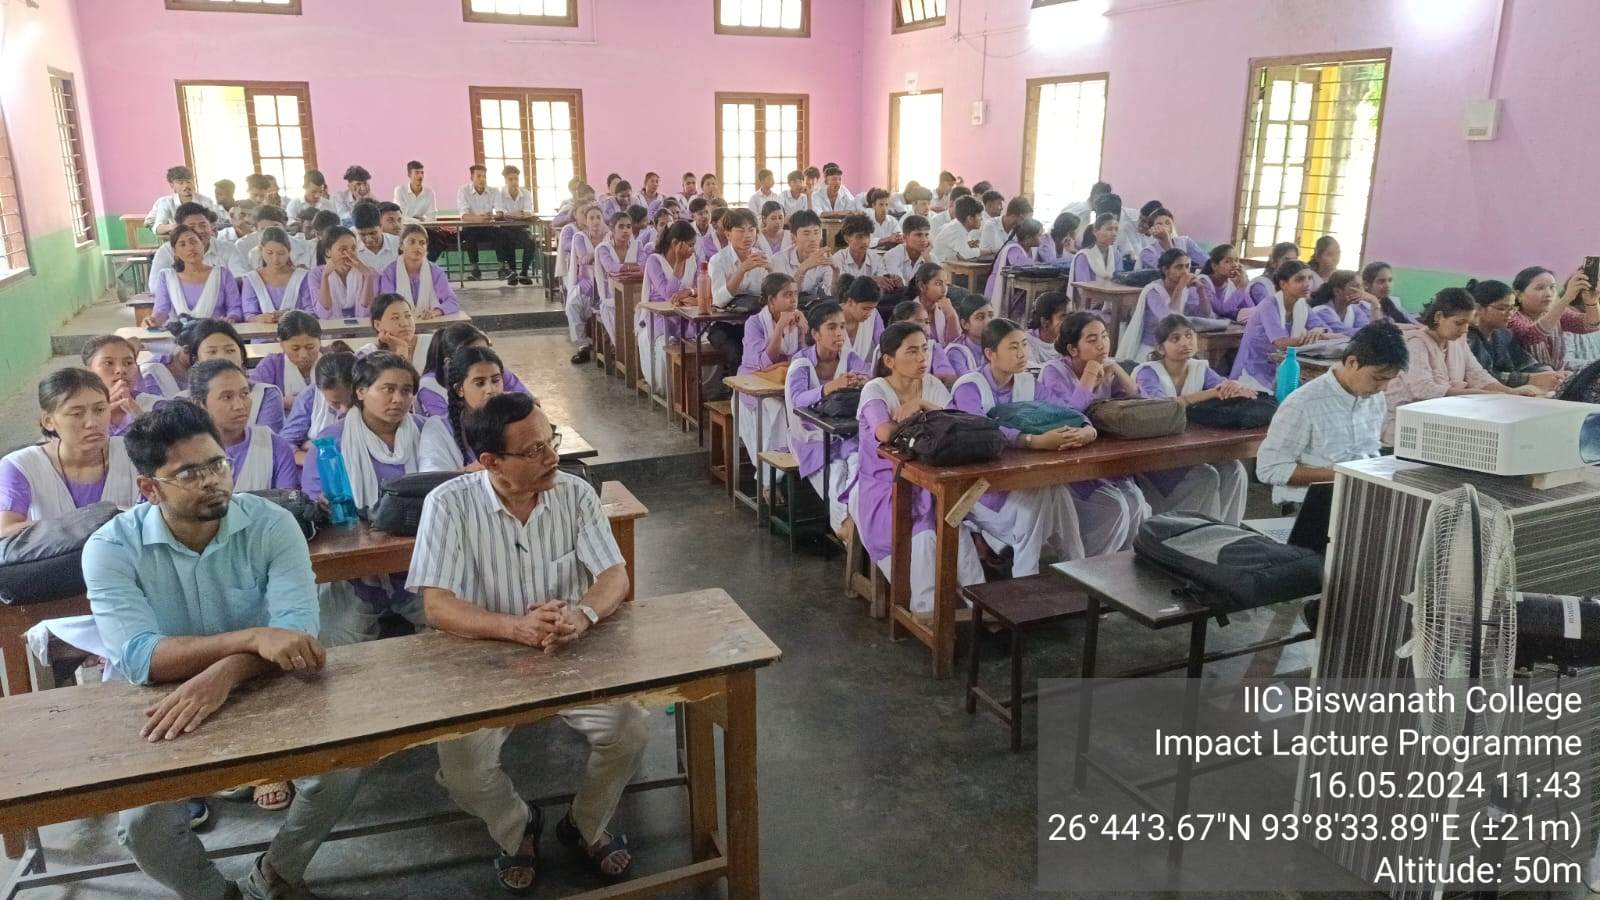 IIC Biswanath College
Impact Lacture Programme
16.05.2024 11:43
26°44'3.67"N 93°8'33.89"E (±21m)
Altitude: 50m